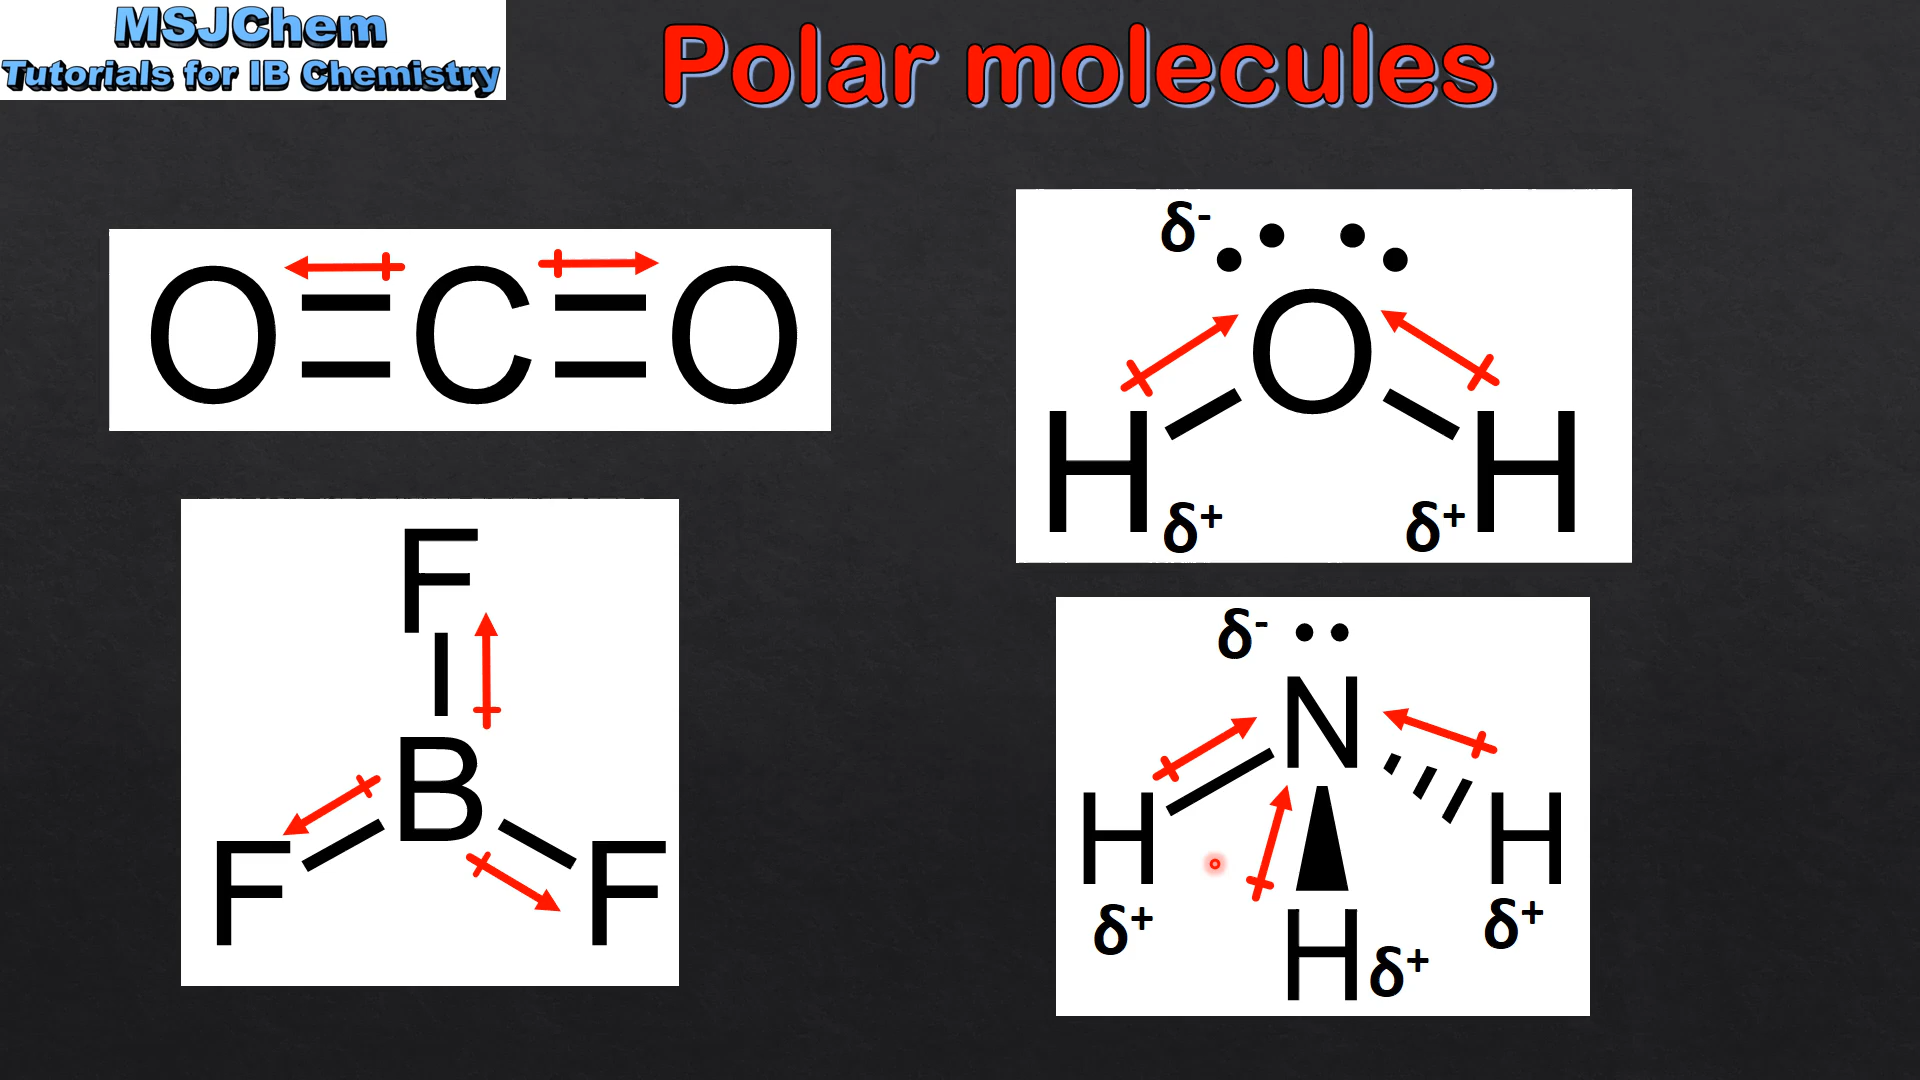 MSJChem
Tutorials for IB Chemistry
Polar molecules
O C O
δ-
O
H H
δ+ δ+
F
B
F F
δ-
N
H H
δ+ δ+
H δ+